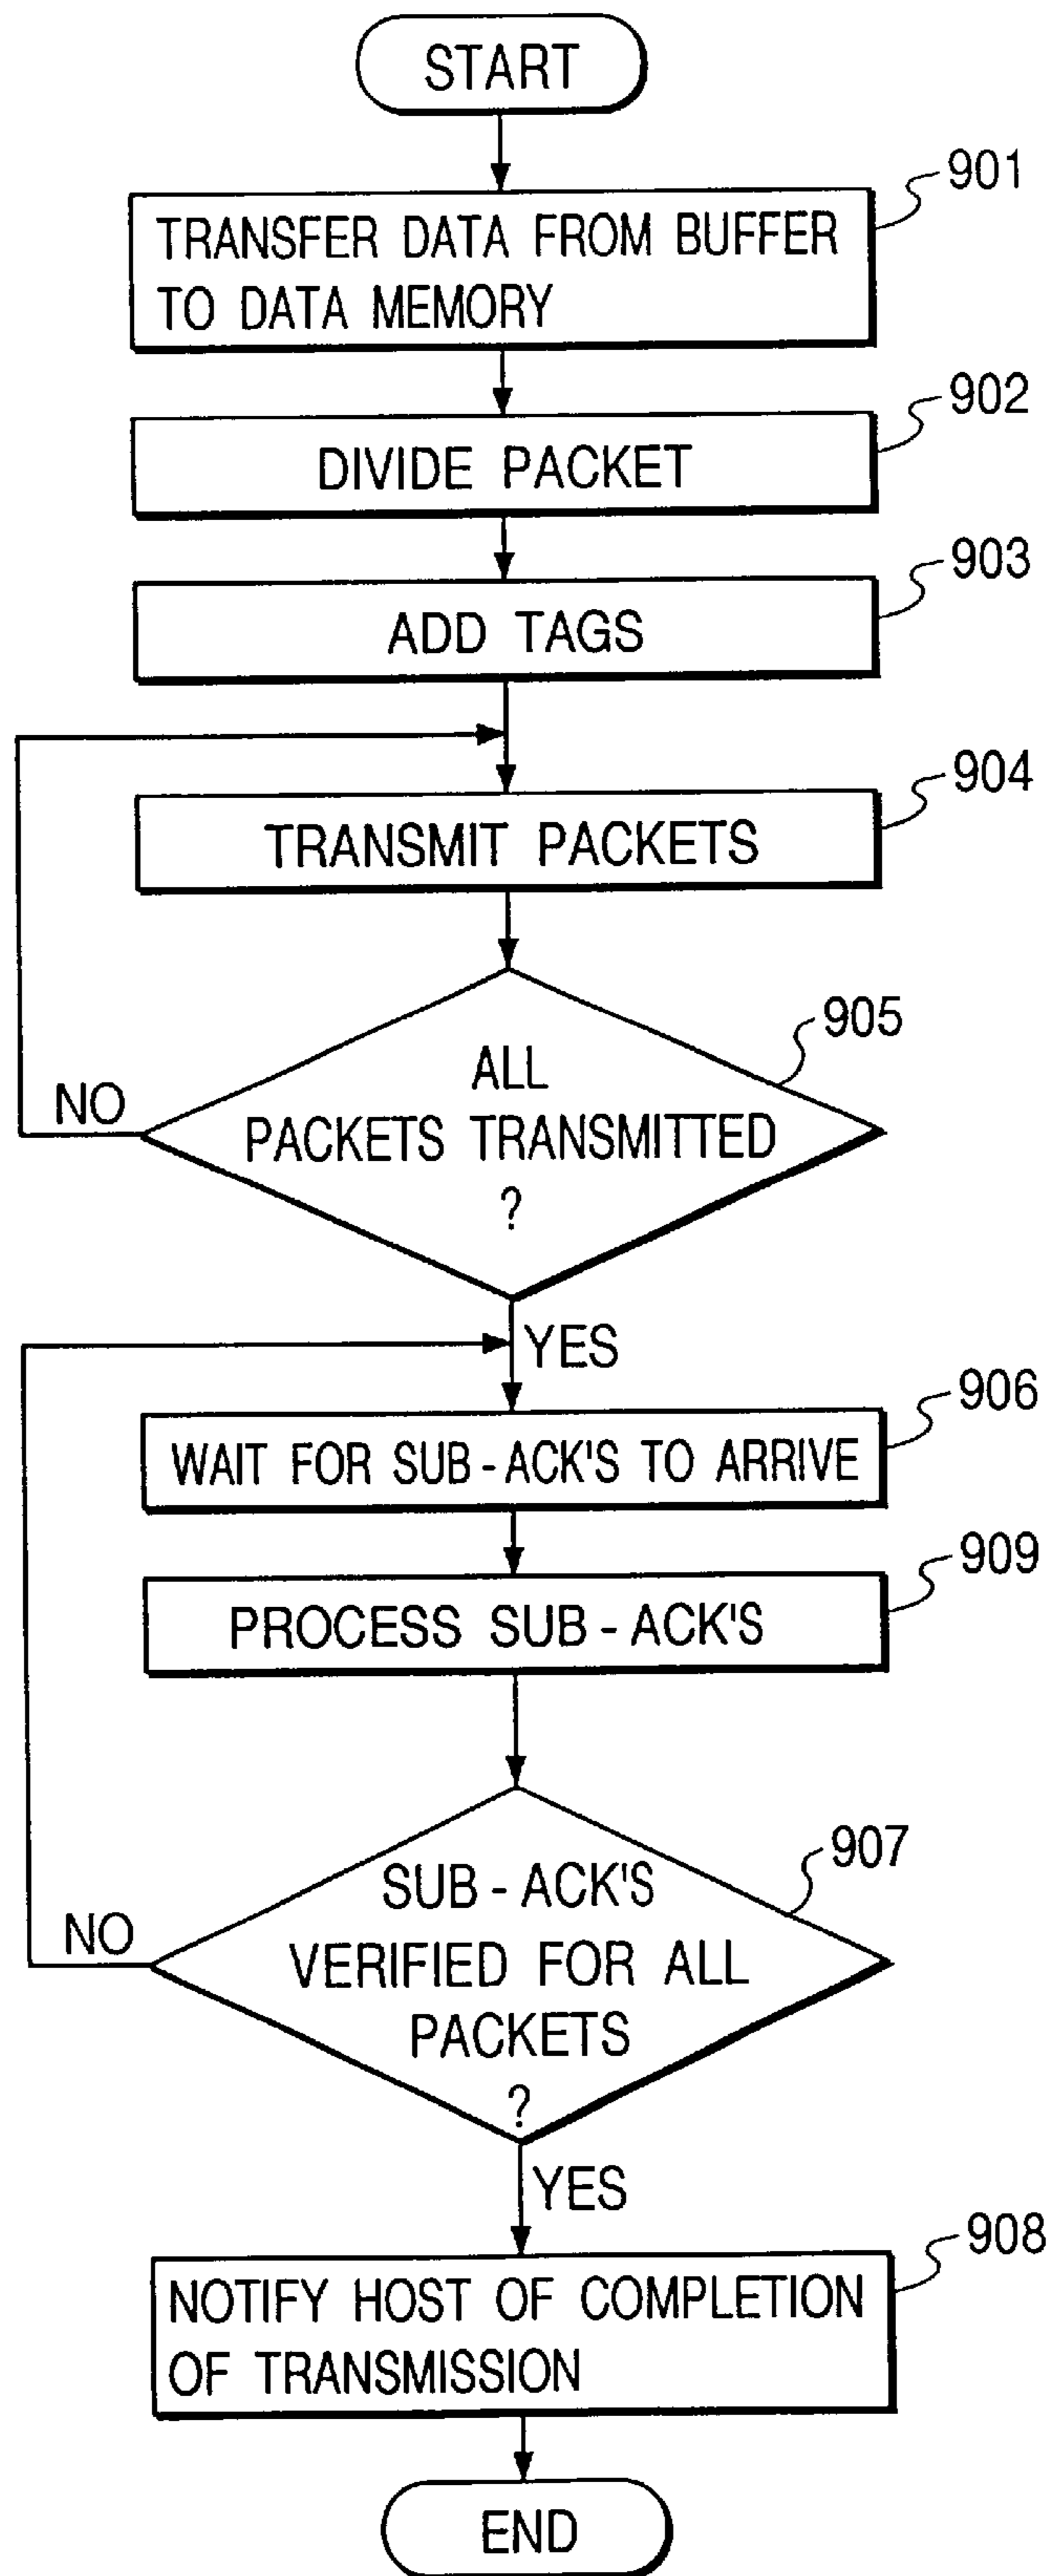 START
901
TRANSFER DATA FROM BUFFER
TO DATA MEMORY
902
DIVIDE PACKET
903
ADD TAGS
904
TRANSMIT PACKETS
905
ALL
PACKETS TRANSMITTED
?
NO
YES
906
WAIT FOR SUB-ACK'S TO ARRIVE
909
PROCESS SUB-ACK'S
907
SUB-ACK'S
VERIFIED FOR ALL
PACKETS
?
NO
YES
908
NOTIFY HOST OF COMPLETION
OF TRANSMISSION
END